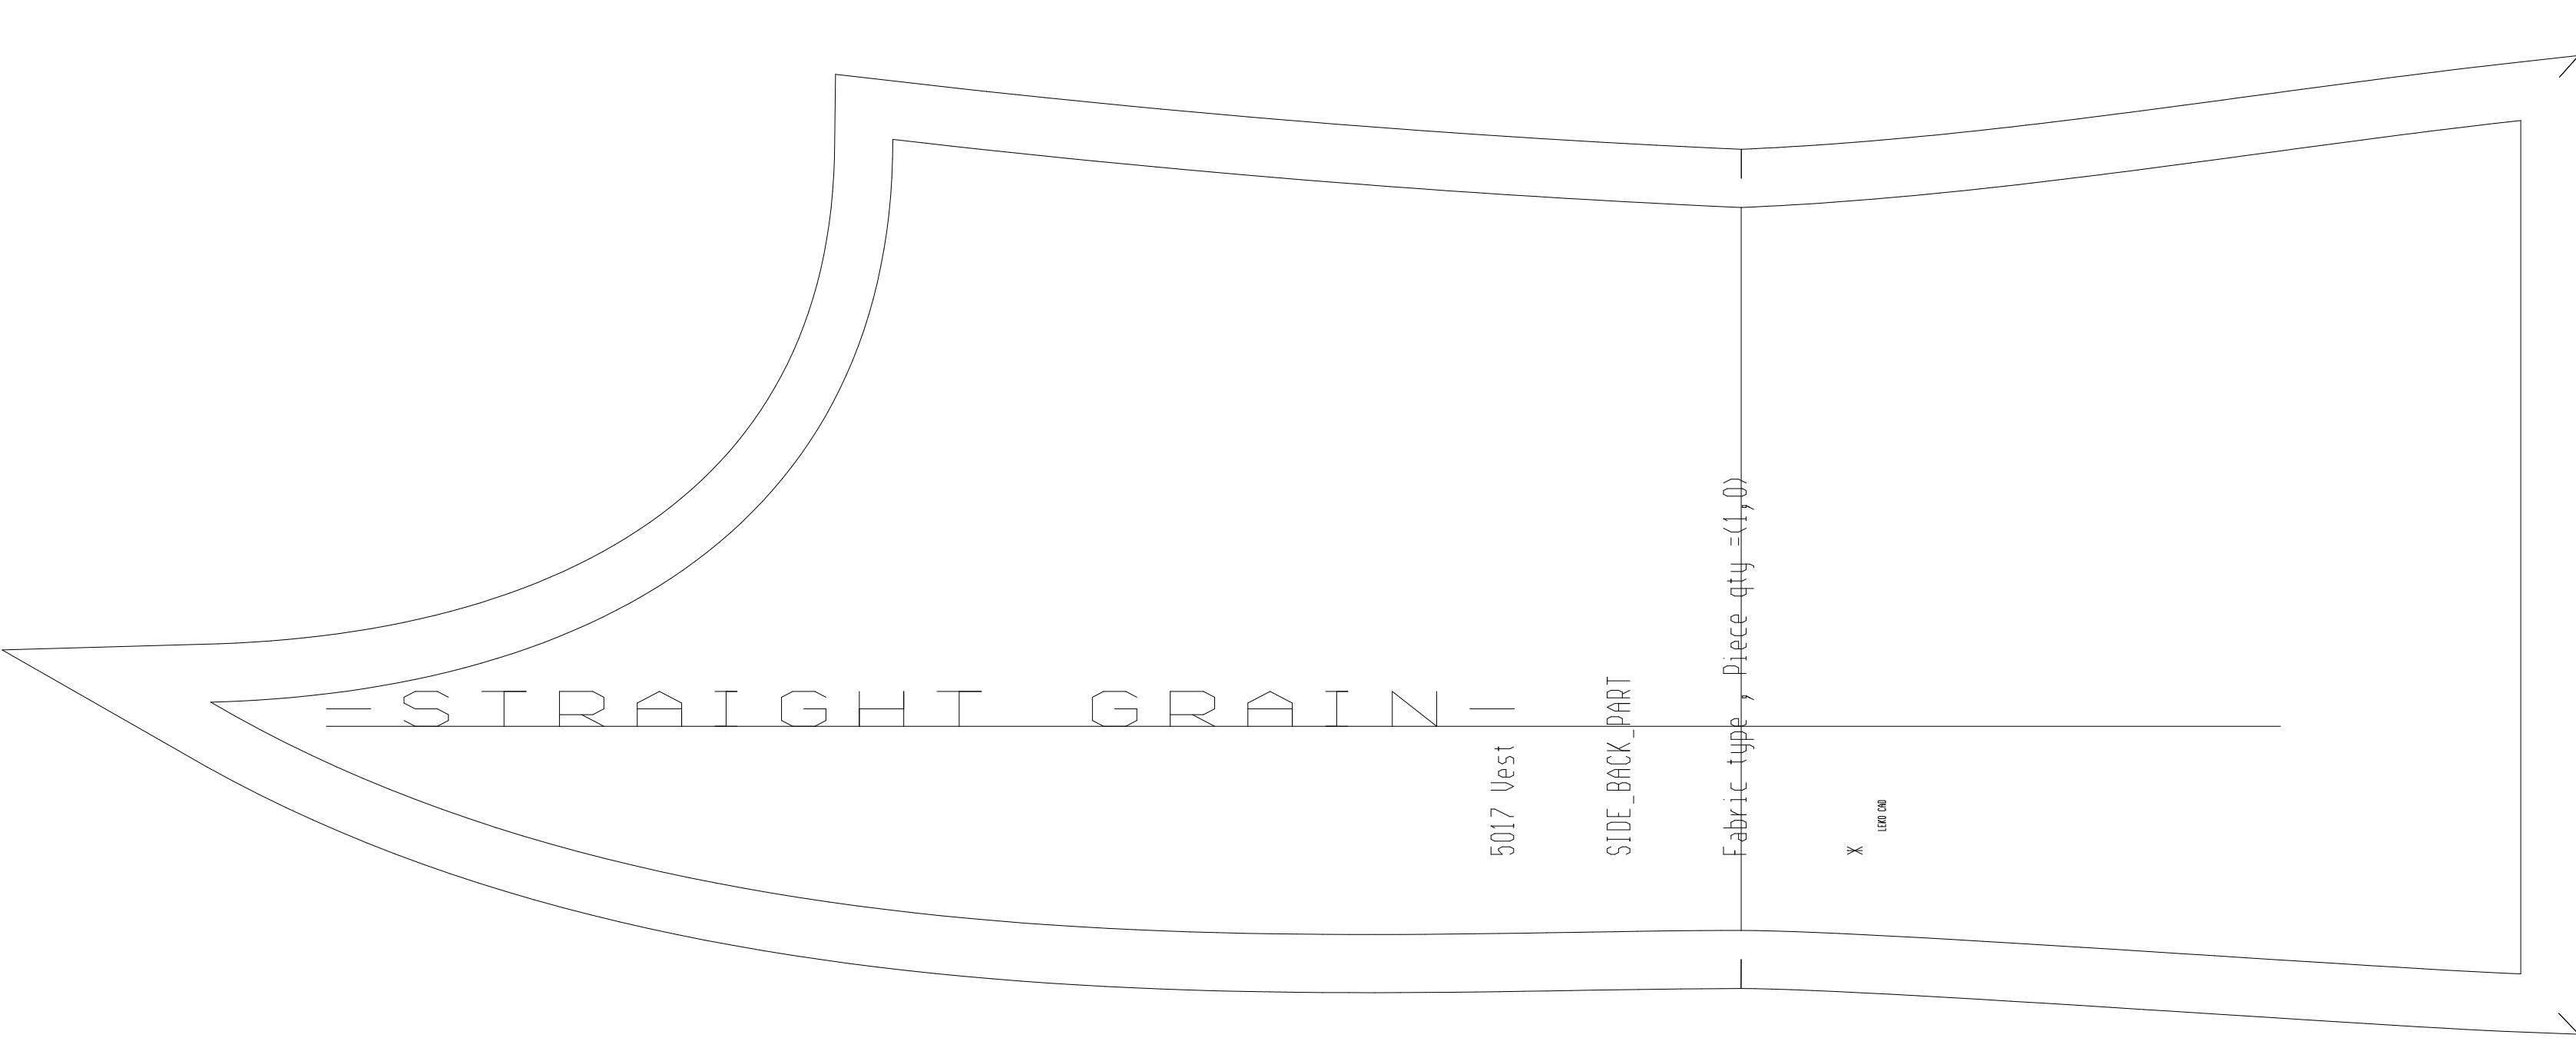 -STRAIGHT GRAIN-
5017 Vest
SIDE_BACK_PART
Fabric type , Piece qty =(1,0)
*
LEKO CAD